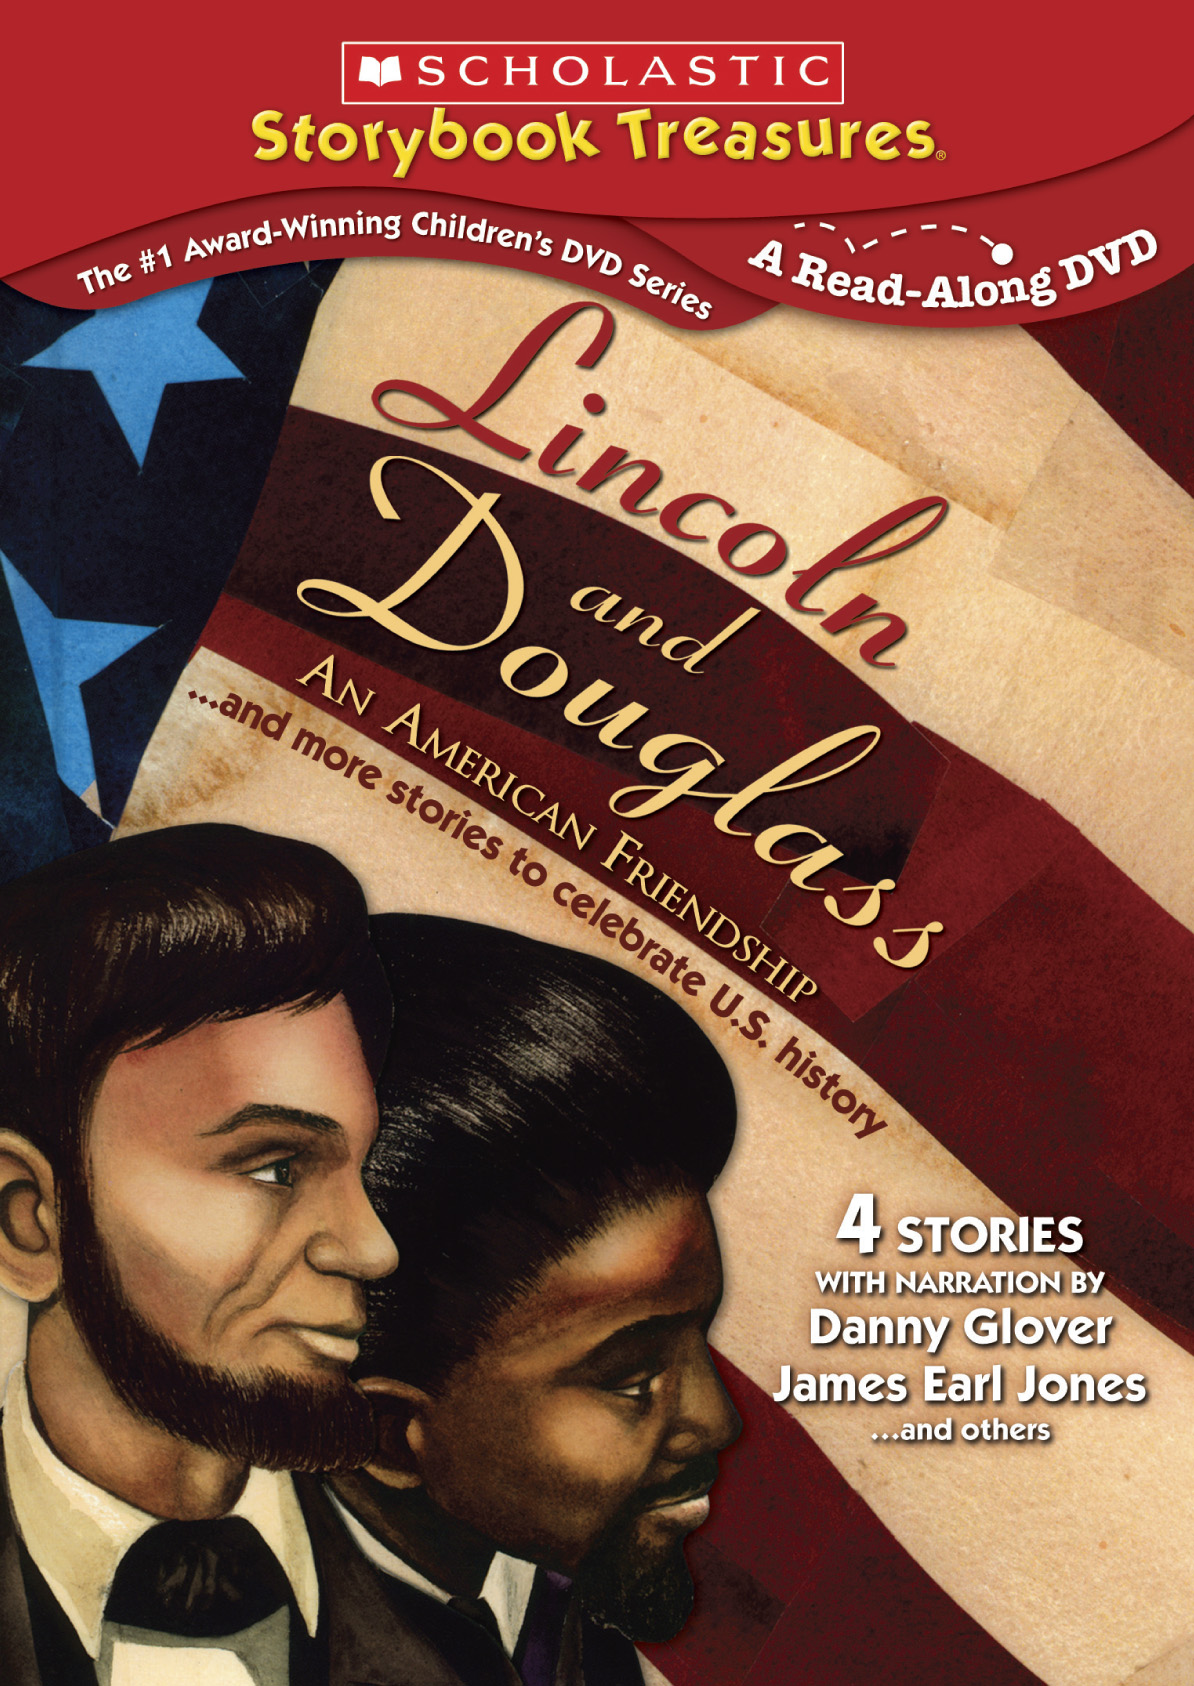 SCHOLASTIC
Storybook Treasures®
The #1 Award-Winning Children's DVD Series
A Read-Along DVD
Lincoln
and
Douglass
AN AMERICAN FRIENDSHIP
...and more stories to celebrate U.S. history
4 STORIES
WITH NARRATION BY
Danny Glover
James Earl Jones
...and others